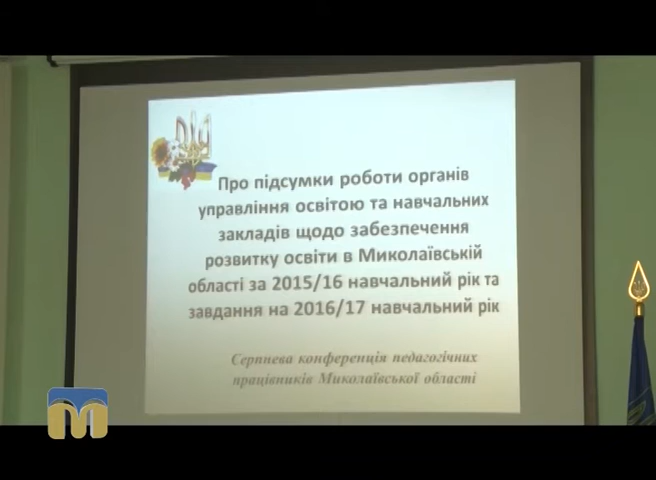 Про підсумки роботи органів
управління освітою та навчальних
закладів щодо забезпечення
розвитку освіти в Миколаївській
області за 2015/16 навчальний рік та
завдання на 2016/17 навчальний рік
Серпнева конференція педагогічних
працівників Миколаївської області
М